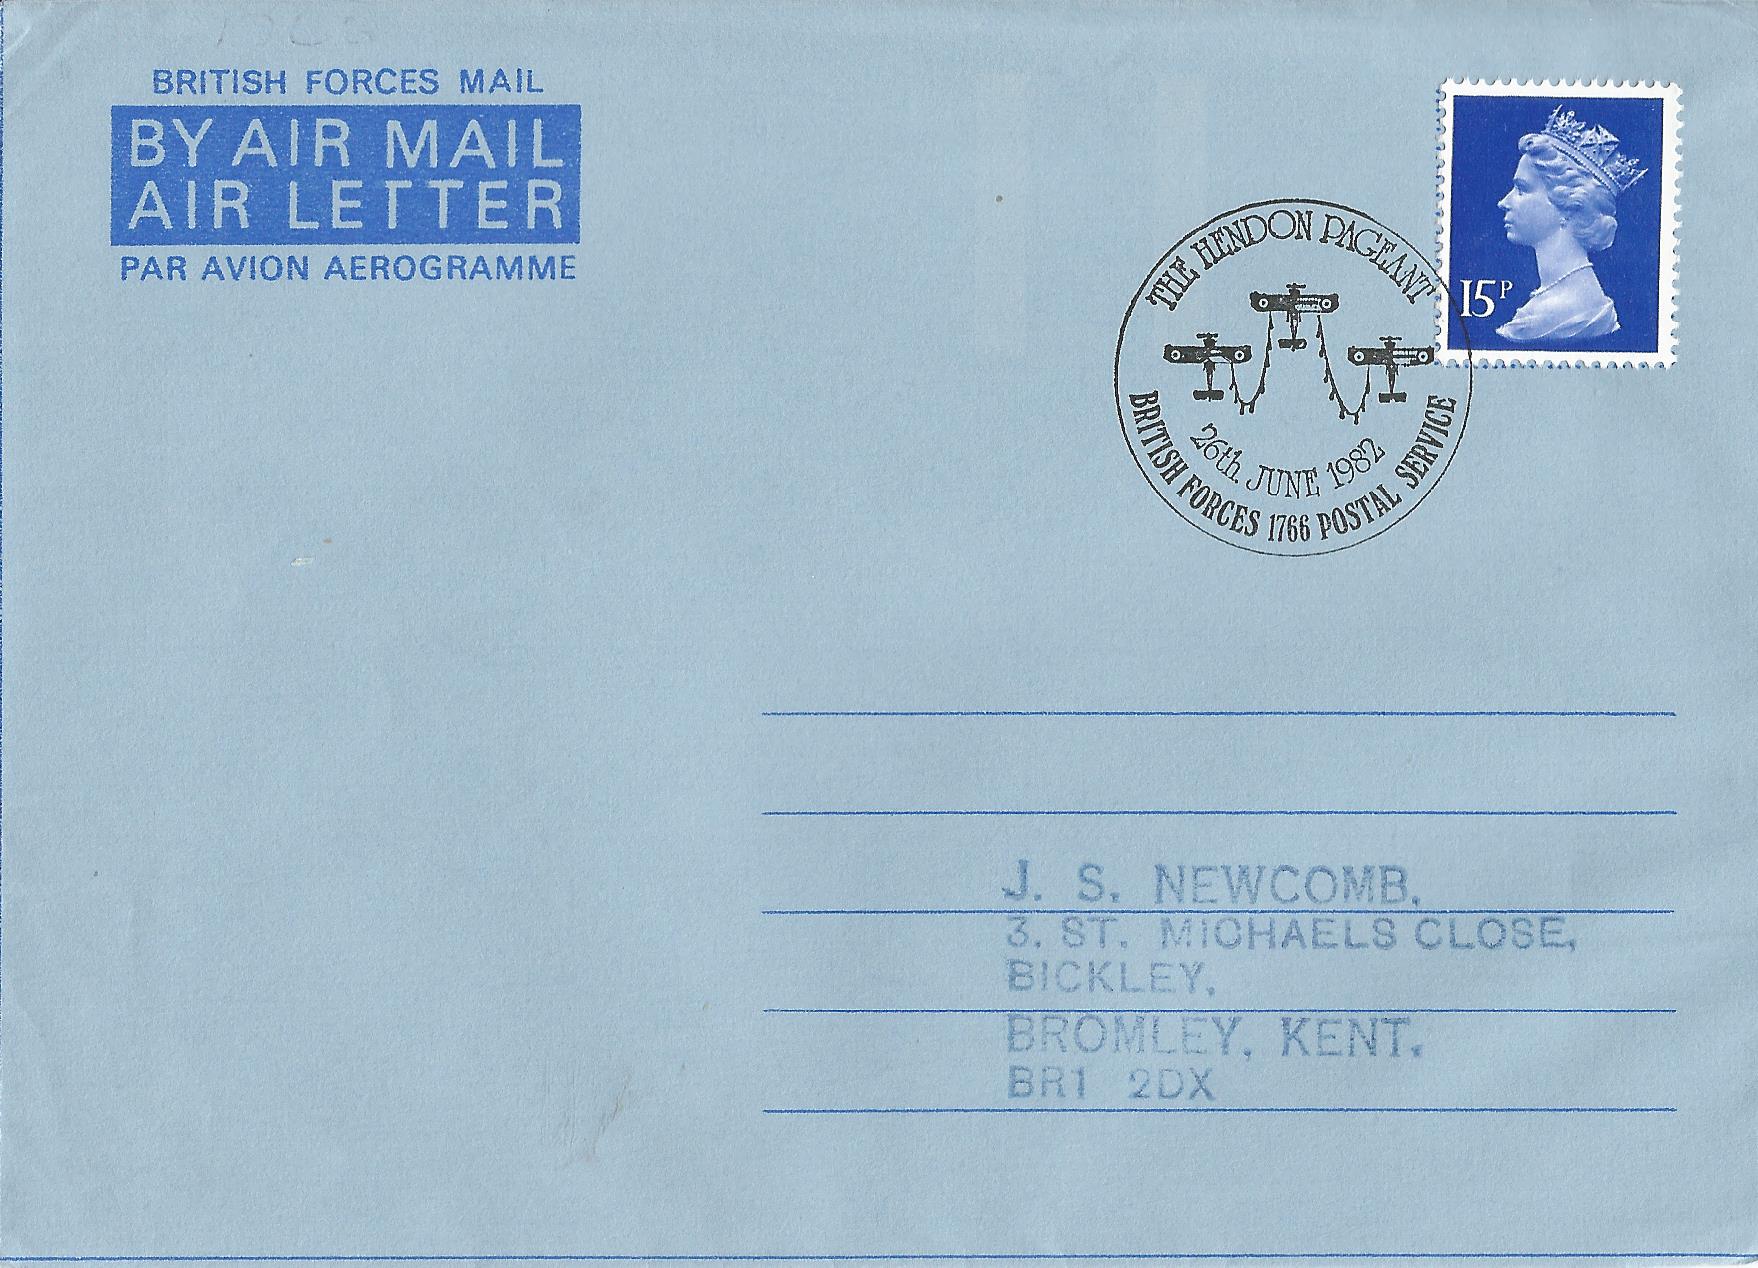 BRITISH FORCES MAIL
BY AIR MAIL
AIR LETTER
PAR AVION AEROGRAMME
15P
THE HENDON PAGEANT
26th. JUNE 1982
BRITISH FORCES 1766 POSTAL SERVICE
J. S. NEWCOMB,
3. ST. MICHAELS CLOSE,
BICKLEY,
BROMLEY, KENT.
BR1 2DX